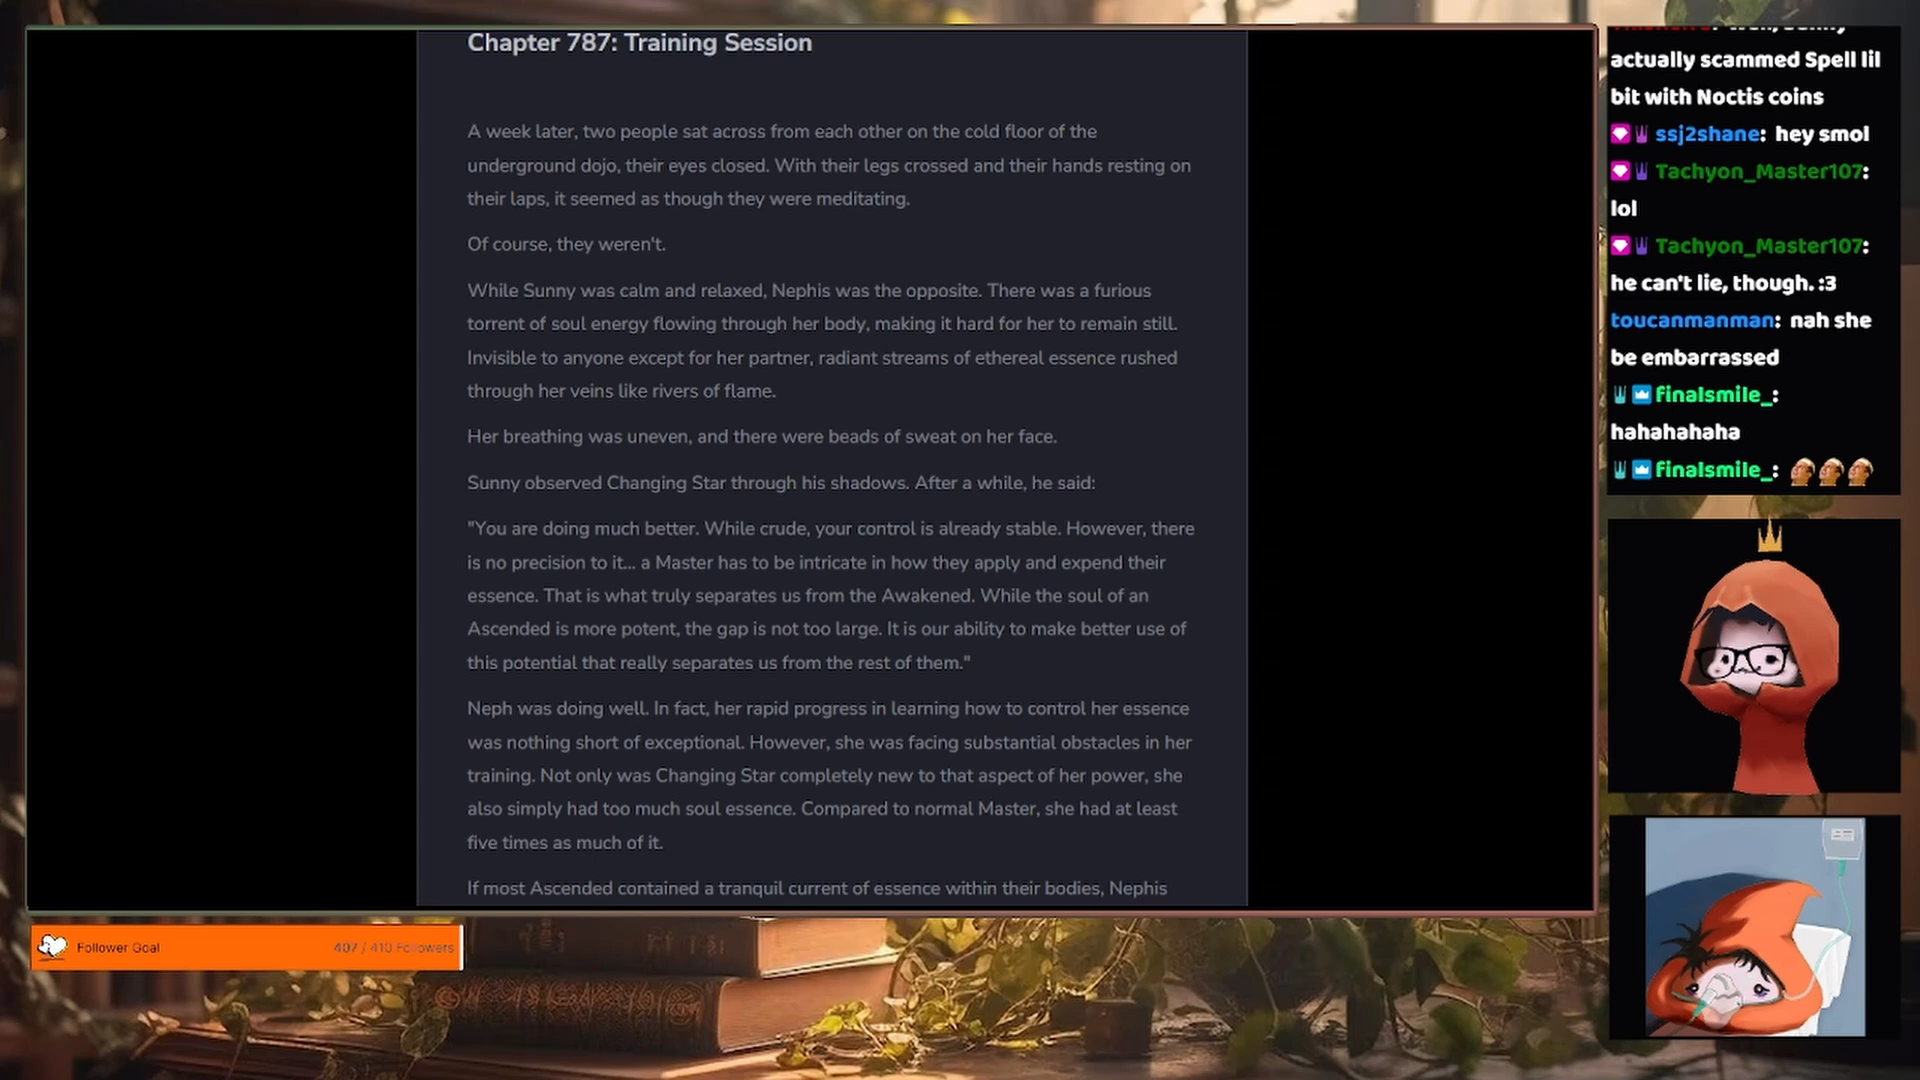 Chapter 787: Training Session
A week later, two people sat across from each other on the cold floor of the
underground dojo, their eyes closed. With their legs crossed and their hands resting on
their laps, it seemed as though they were meditating.
Of course, they weren't.
While Sunny was calm and relaxed, Nephis was the opposite. There was a furious
torrent of soul energy flowing through her body, making it hard for her to remain still.
Invisible to anyone except for her partner, radiant streams of ethereal essence rushed
through her veins like rivers of flame.
Her breathing was uneven, and there were beads of sweat on her face.
Sunny observed Changing Star through his shadows. After a while, he said:
"You are doing much better. While crude, your control is already stable. However, there
is no precision to it... a Master has to be intricate in how they apply and expend their
essence. That is what truly separates us from the Awakened. While the soul of an
Ascended is more potent, the gap is not too large. It is our ability to make better use of
this potential that really separates us from the rest of them."
Neph was doing well. In fact, her rapid progress in learning how to control her essence
was nothing short of exceptional. However, she was facing substantial obstacles in her
training. Not only was Changing Star completely new to that aspect of her power, she
also simply had too much soul essence. Compared to normal Master, she had at least
five times as much of it.
If most Ascended contained a tranquil current of essence within their bodies, Nephis
actually scammed Spell lil
bit with Noctis coins
ssj2shane: hey smol
Tachyon_Master107:
lol
Tachyon_Master107:
he can't lie, though. :3
toucanmanman: nah she
be embarrassed
finalsmile_:
hahahahaha
finalsmile_:
Follower Goal
407 / 410 Followers